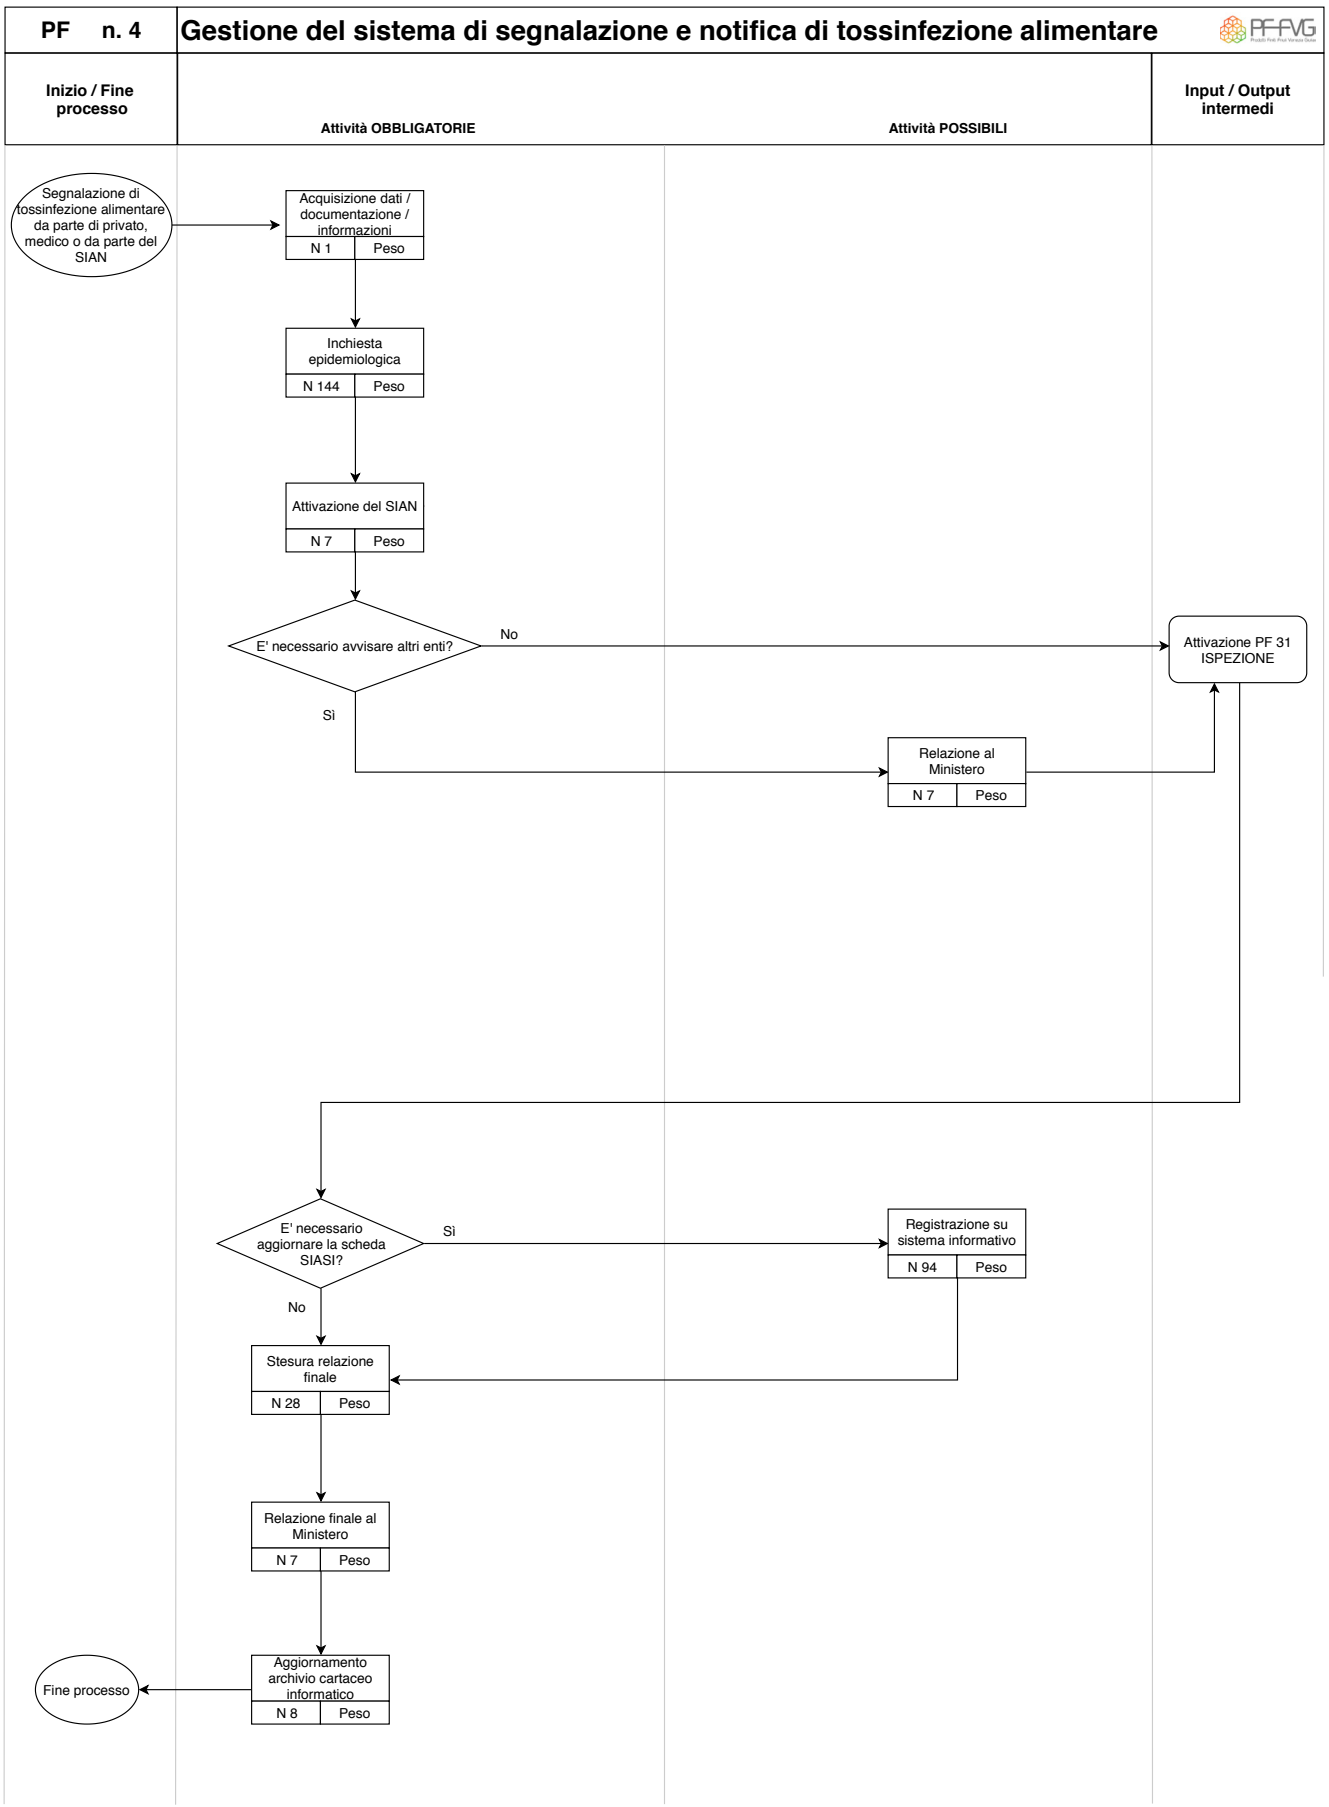 PF n. 4
Gestione del sistema di segnalazione e notifica di tossinfezione alimentare
PF-FVG
Inizio / Fine
processo
Attività OBBLIGATORIE
Attività POSSIBILI
Input / Output
intermedi
Segnalazione di
tossinfezione alimentare
da parte di privato,
medico o da parte del
SIAN
Acquisizione dati /
documentazione /
informazioni
N 1
Peso
Inchiesta
epidemiologica
N 144
Peso
Attivazione del SIAN
N 7
Peso
E' necessario avvisare altri enti?
No
Attivazione PF 31
ISPEZIONE
Sì
Relazione al
Ministero
N 7
Peso
E' necessario
aggiornare la scheda
SIASI?
Sì
Registrazione su
sistema informativo
N 94
Peso
No
Stesura relazione
finale
N 28
Peso
Relazione finale al
Ministero
N 7
Peso
Aggiornamento
archivio cartaceo
informatico
N 8
Peso
Fine processo